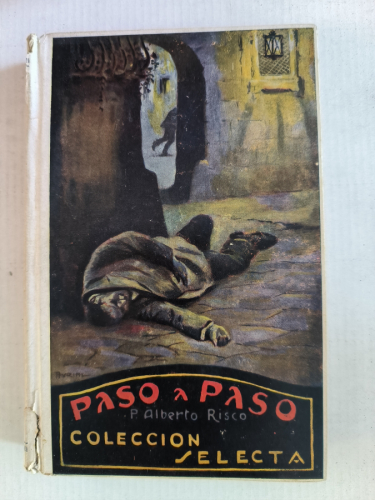 PASO A PASO
P. Alberto Risco
COLECCION
SELECTA